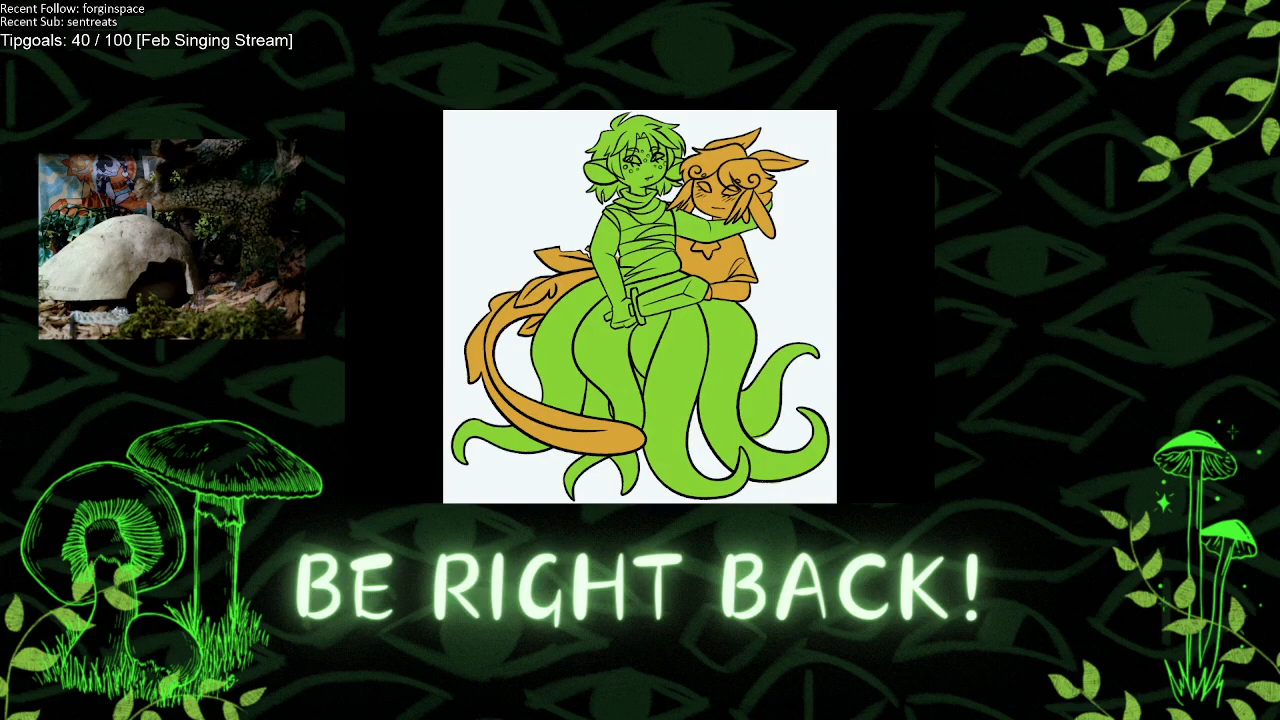 Recent Follow: forginspace
Recent Sub: sentreats
Tipgoals: 40 / 100 [Feb Singing Stream]
BE RIGHT BACK!